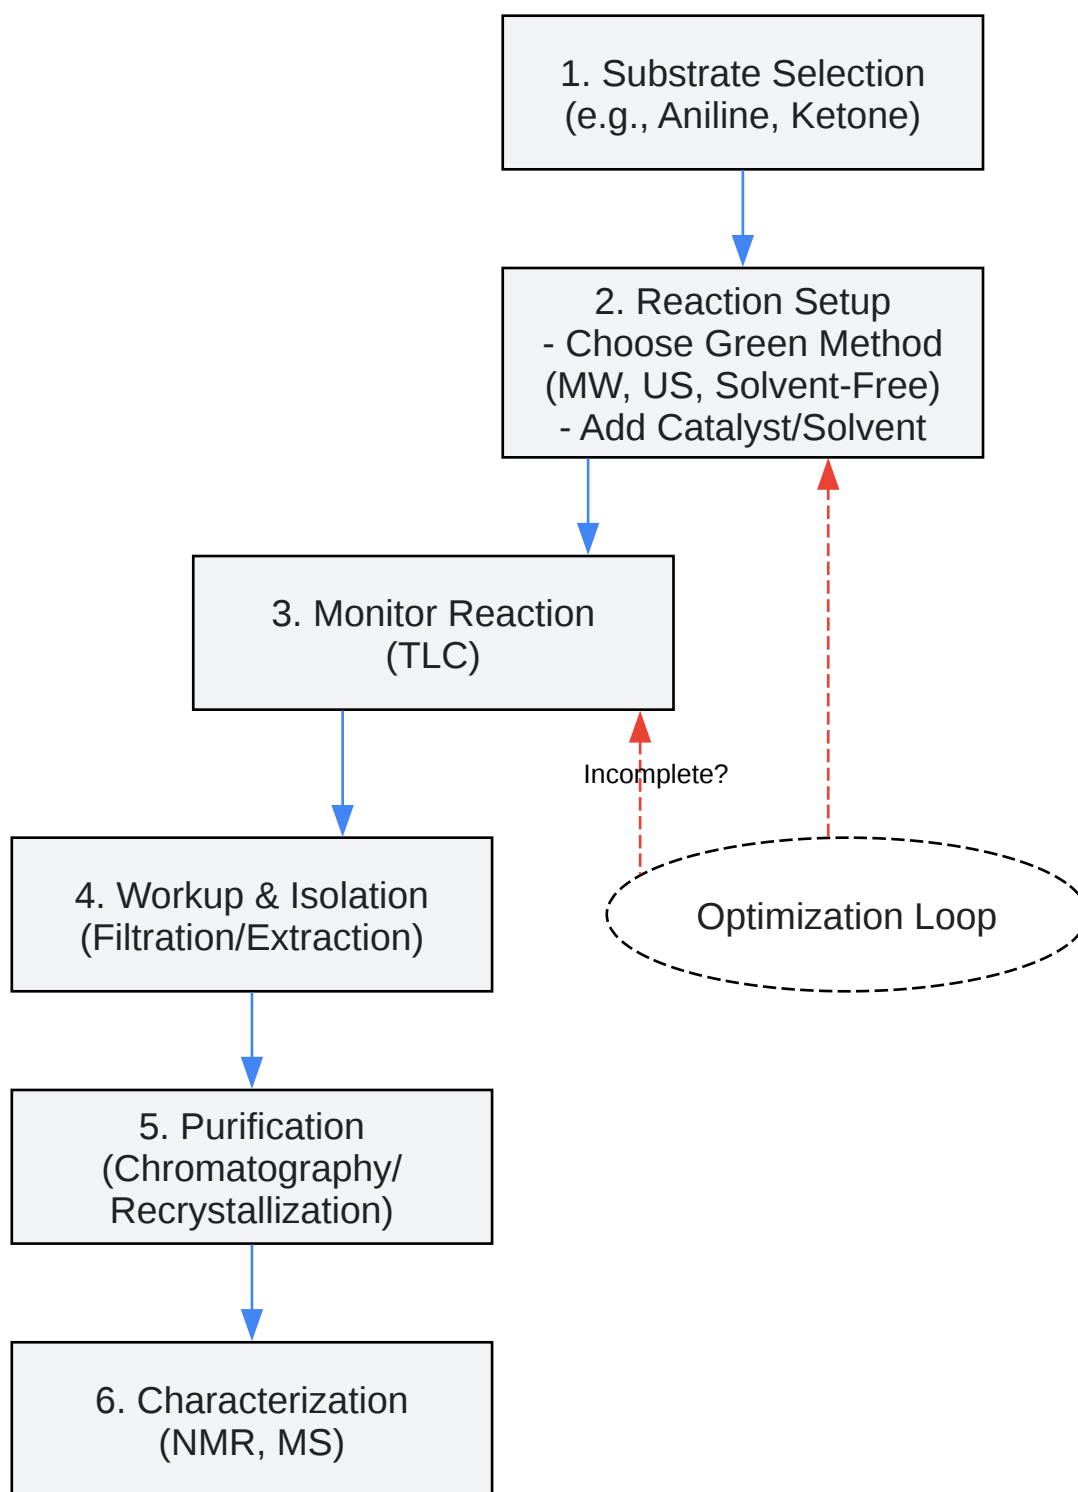 1. Substrate Selection
(e.g., Aniline, Ketone)
2. Reaction Setup
- Choose Green Method
(MW, US, Solvent-Free)
- Add Catalyst/Solvent
3. Monitor Reaction
(TLC)
Incomplete?
4. Workup & Isolation
(Filtration/Extraction)
Optimization Loop
5. Purification
(Chromatography/
Recrystallization)
6. Characterization
(NMR, MS)